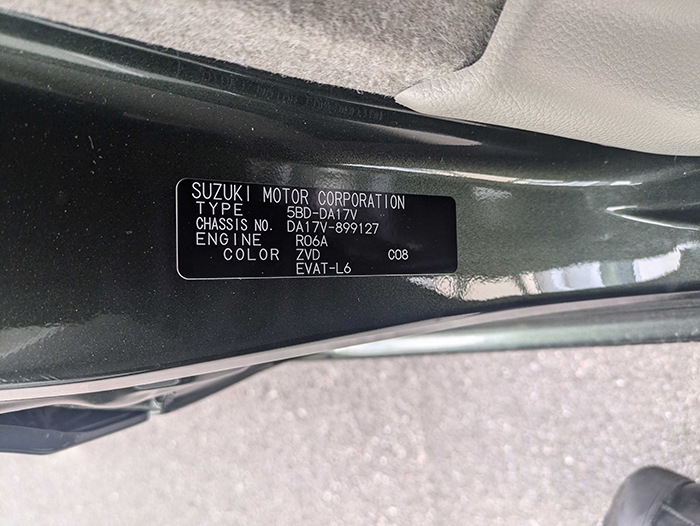 SUZUKI MOTOR CORPORATION
TYPE 5BD-DA17V
CHASSIS NO. DA17V-899127
ENGINE R06A
COLOR ZVD C08
EVAT-L6